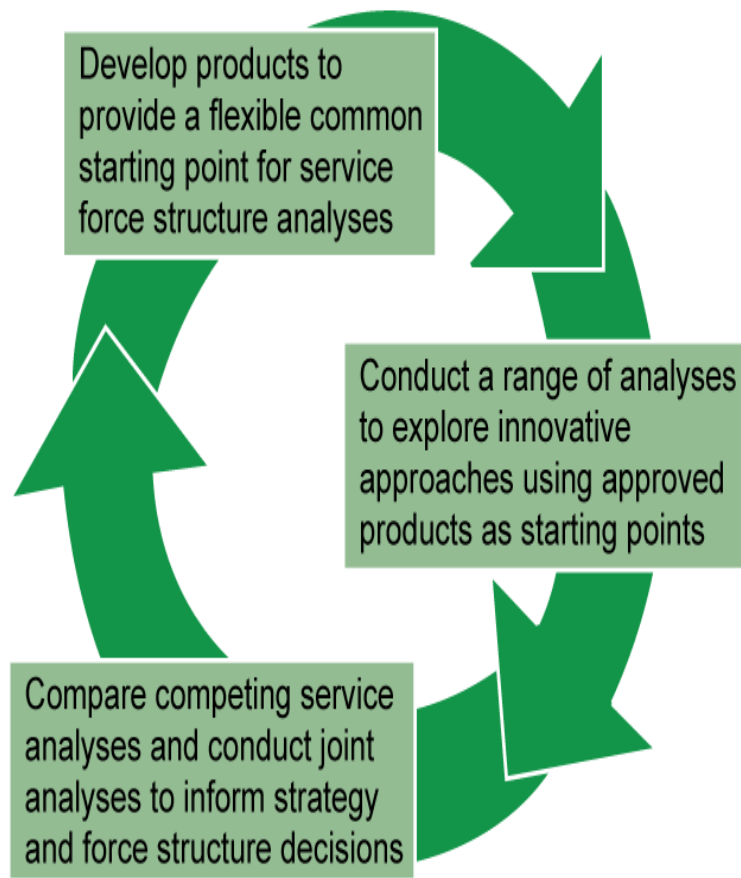 Develop products to
provide a flexible common
starting point for service
force structure analyses
Conduct a range of analyses
to explore innovative
approaches using approved
products as starting points
Compare competing service
analyses and conduct joint
analyses to inform strategy
and force structure decisions